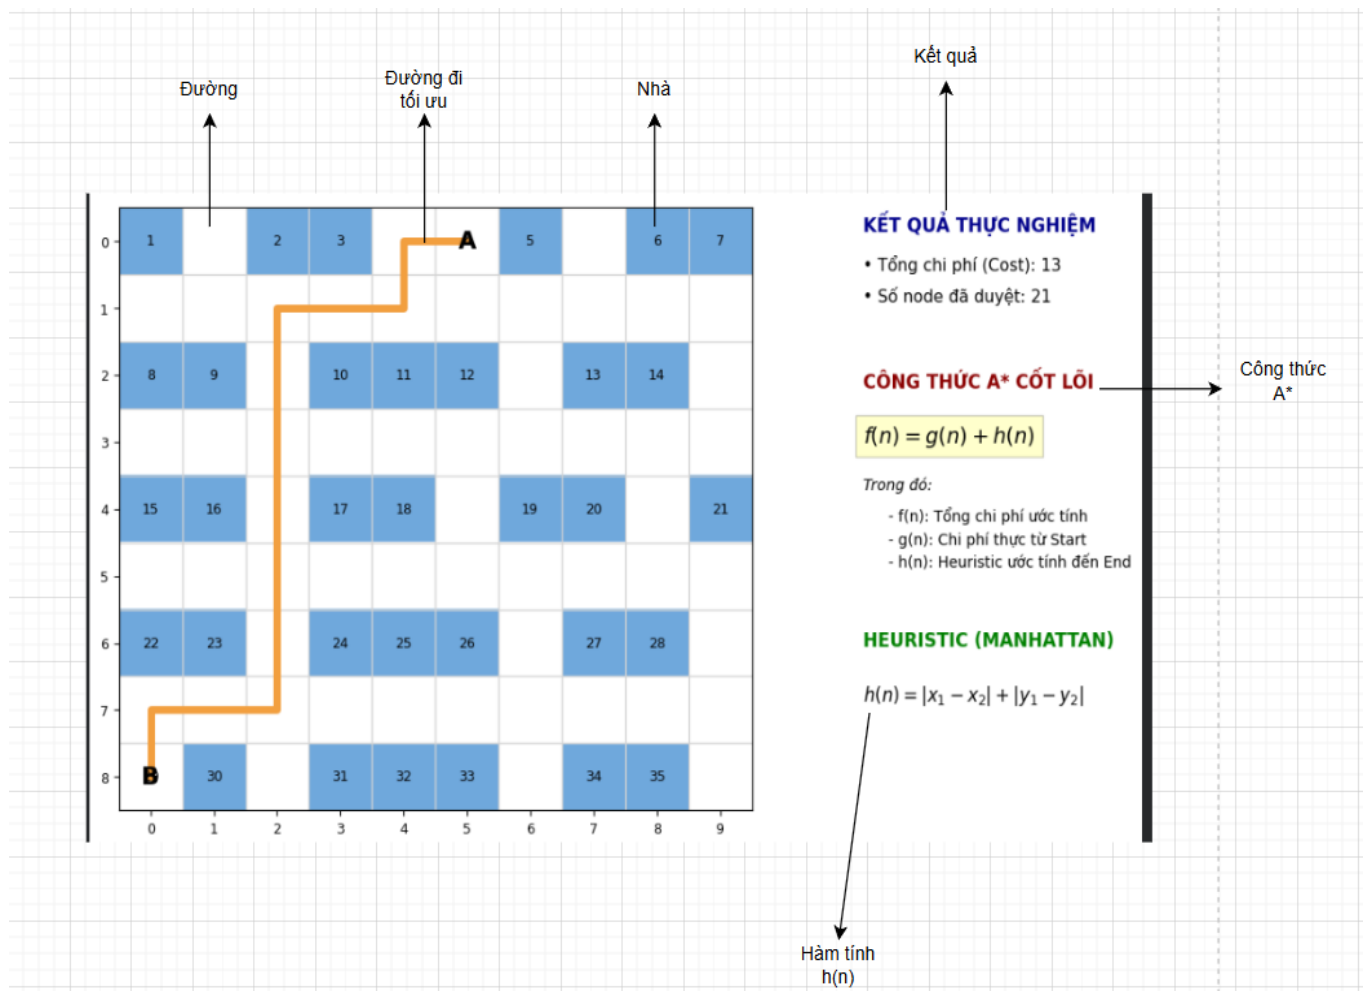 Kết quả
Đường
Đường đi
tối ưu
Nhà
0 1 2 3 A 5 6 7
1
2 8 9 10 11 12 13 14
3
4 15 16 17 18 19 20 21
5
6 22 23 24 25 26 27 28
7
8 B 30 31 32 33 34 35
0 1 2 3 4 5 6 7 8 9
KẾT QUẢ THỰC NGHIỆM
• Tổng chi phí (Cost): 13
• Số node đã duyệt: 21
CÔNG THỨC A* CỐT LÕI
f(n) = g(n) + h(n)
Trong đó:
- f(n): Tổng chi phí ước tính
- g(n): Chi phí thực từ Start
- h(n): Heuristic ước tính đến End
HEURISTIC (MANHATTAN)
h(n) = |x₁ − x₂| + |y₁ − y₂|
Công thức
A*
Hàm tính
h(n)